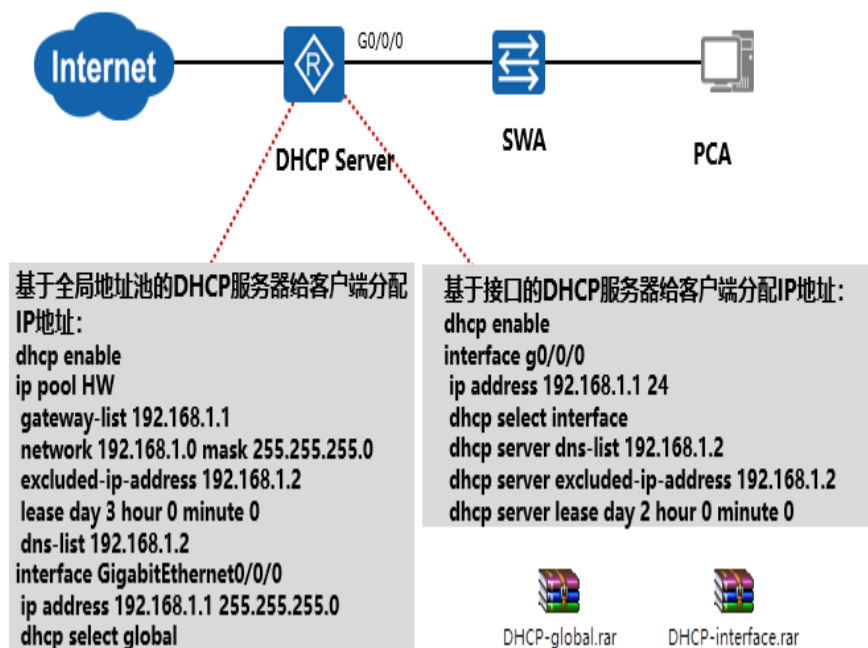 Internet
R
G0/0/0
DHCP Server
SWA
PCA
基于全局地址池的DHCP服务器给客户端分配
IP地址：
dhcp enable
ip pool HW
gateway-list 192.168.1.1
network 192.168.1.0 mask 255.255.255.0
excluded-ip-address 192.168.1.2
lease day 3 hour 0 minute 0
dns-list 192.168.1.2
interface GigabitEthernet0/0/0
ip address 192.168.1.1 255.255.255.0
dhcp select global
基于接口的DHCP服务器给客户端分配IP地址：
dhcp enable
interface g0/0/0
ip address 192.168.1.1 24
dhcp select interface
dhcp server dns-list 192.168.1.2
dhcp server excluded-ip-address 192.168.1.2
dhcp server lease day 2 hour 0 minute 0
DHCP-global.rar
DHCP-interface.rar